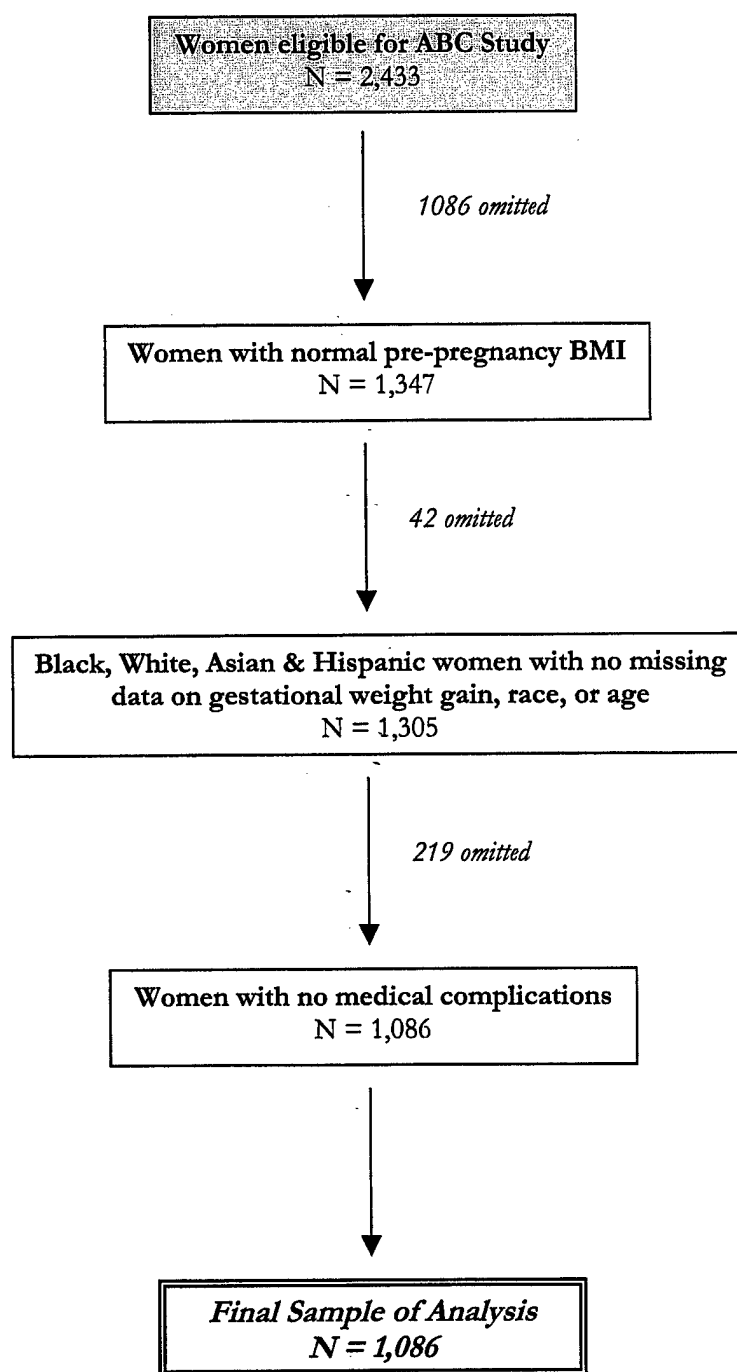 Women eligible for ABC Study
N = 2,433
1086 omitted
Women with normal pre-pregnancy BMI
N = 1,347
42 omitted
Black, White, Asian & Hispanic women with no missing
data on gestational weight gain, race, or age
N = 1,305
219 omitted
Women with no medical complications
N = 1,086
Final Sample of Analysis
N = 1,086